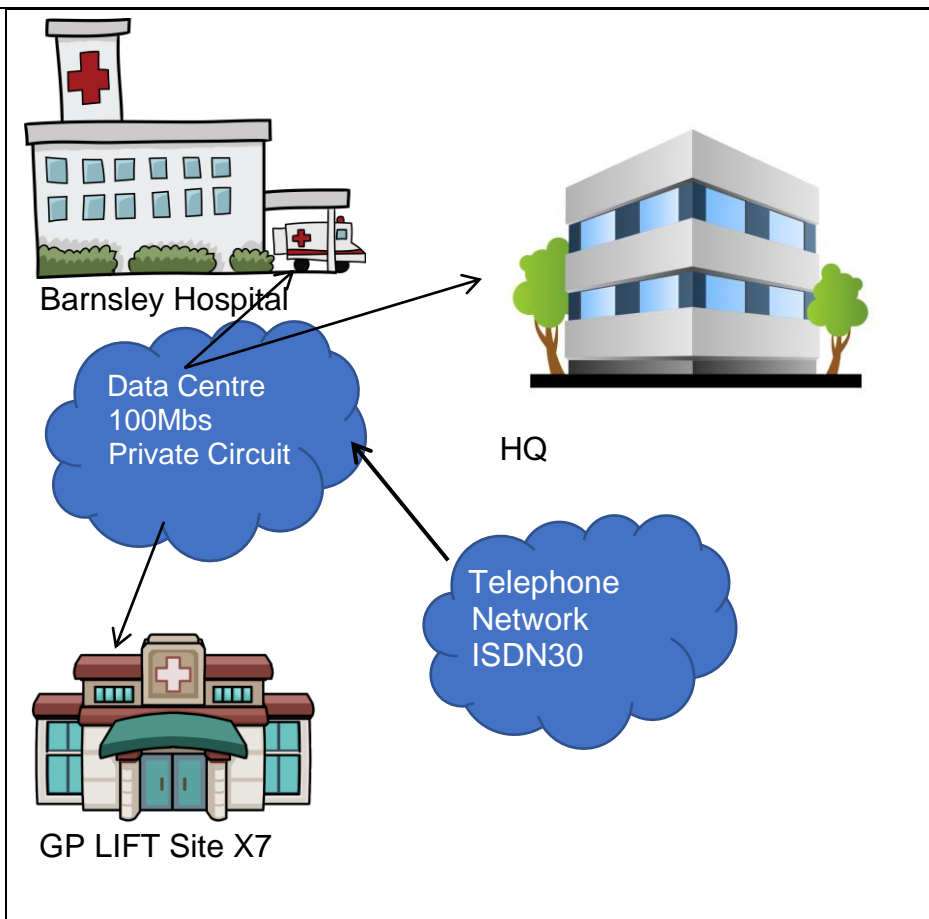 Barnsley Hospital
Data Centre
100Mbs
Private Circuit
HQ
Telephone
Network
ISDN30
GP LIFT Site X7